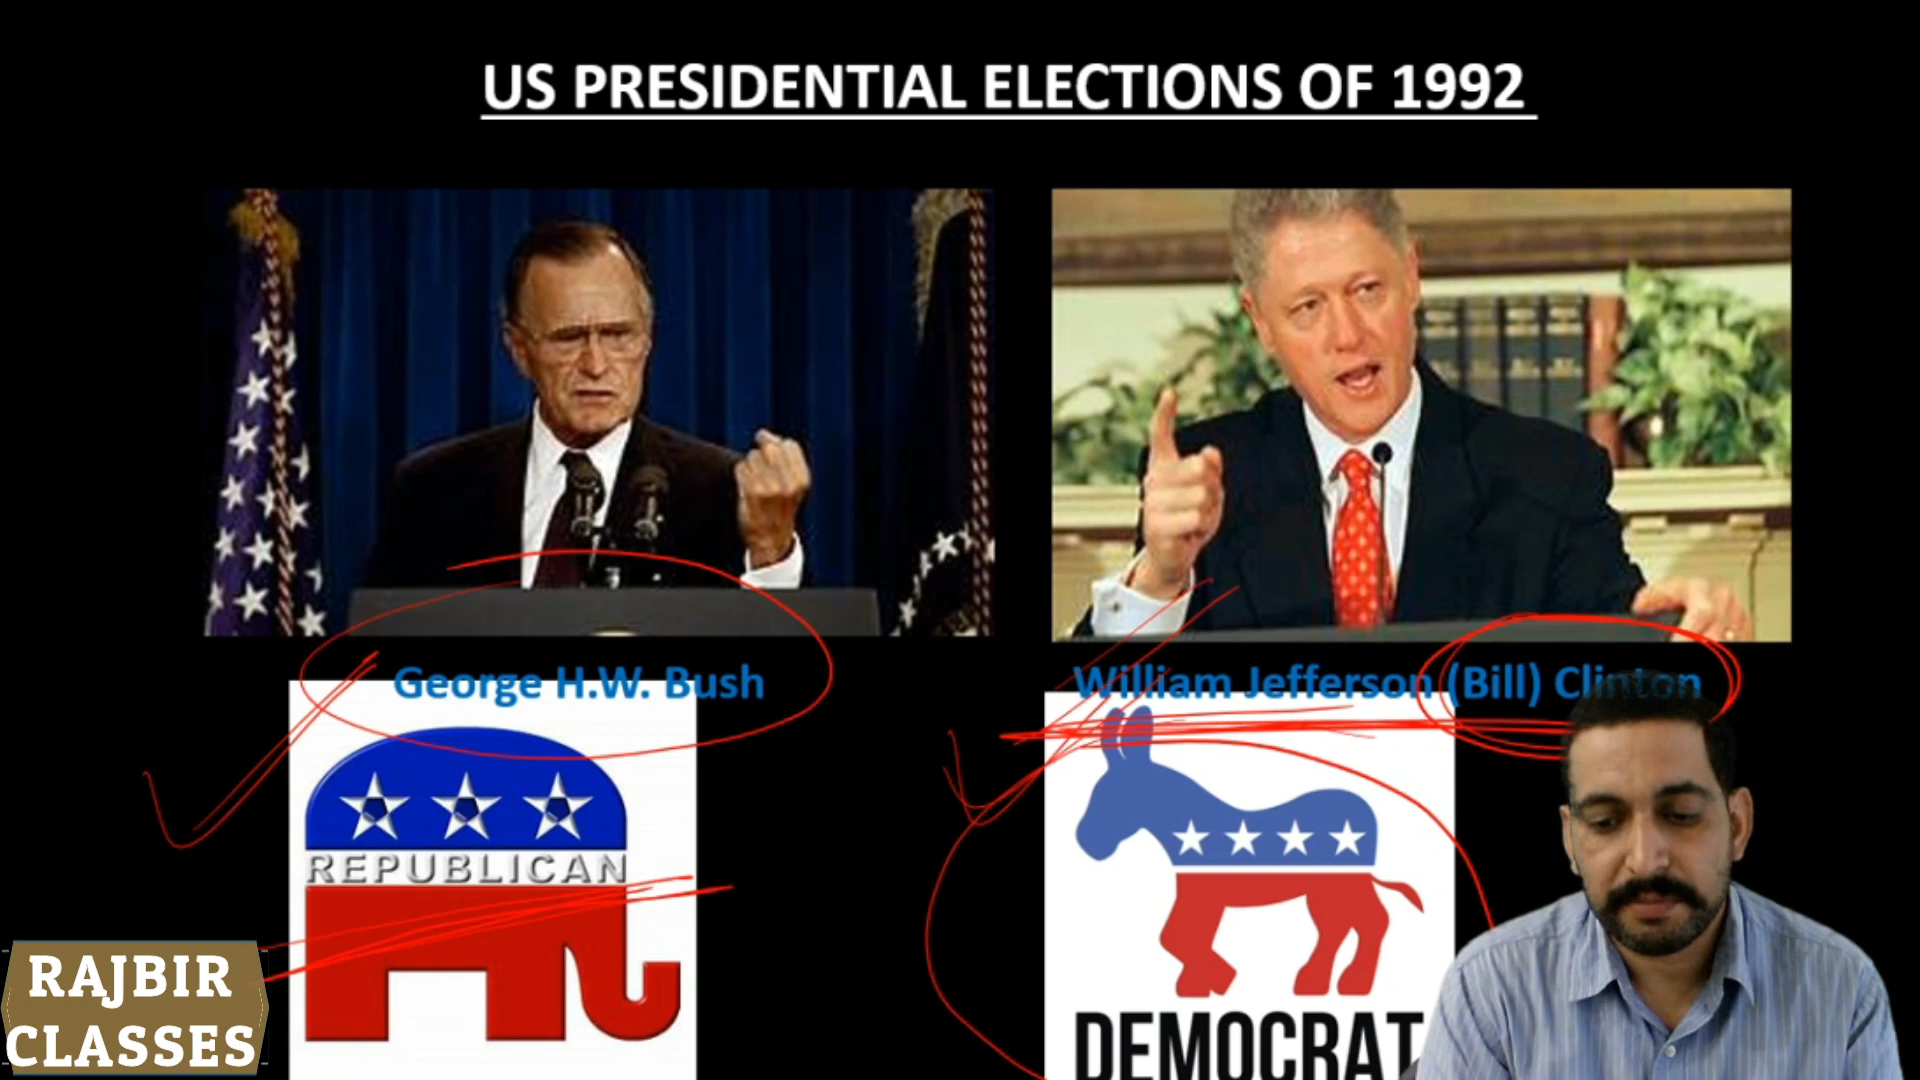 US PRESIDENTIAL ELECTIONS OF 1992
George H.W. Bush
William Jefferson (Bill) Clinton
REPUBLICAN
DEMOCRAT
RAJBIR
CLASSES